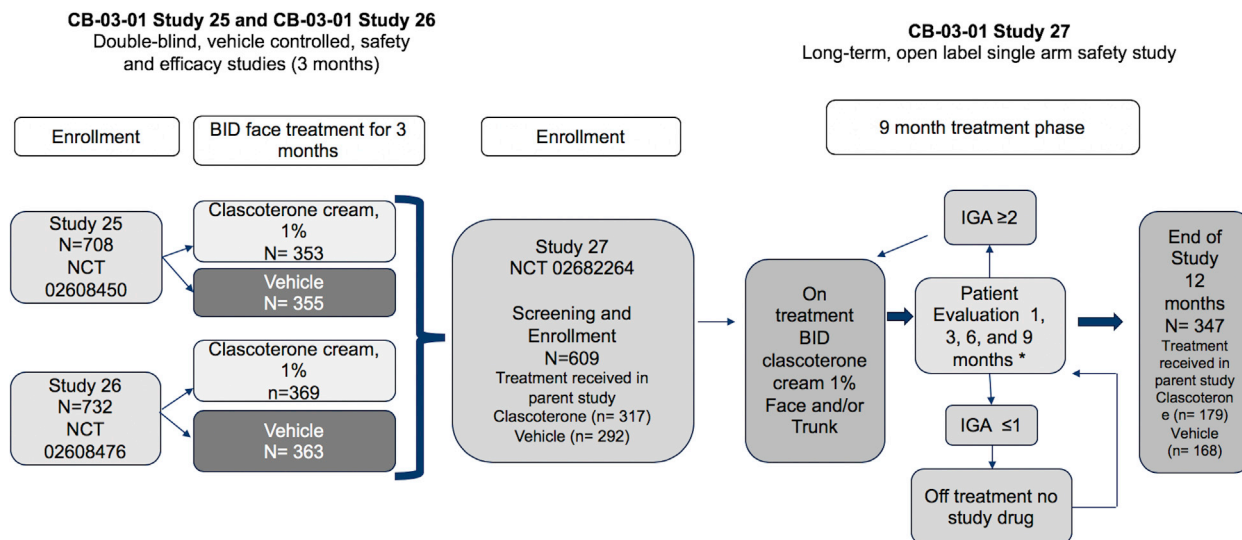 CB-03-01 Study 25 and CB-03-01 Study 26
Double-blind, vehicle controlled, safety
and efficacy studies (3 months)
CB-03-01 Study 27
Long-term, open label single arm safety study
Enrollment
BID face treatment for 3
months
Enrollment
9 month treatment phase
Study 25
N=708
NCT
02608450
Clascoterone cream,
1%
N= 353
Vehicle
N= 355
Study 26
N=732
NCT
02608476
Clascoterone cream,
1%
n=369
Vehicle
N= 363
Study 27
NCT 02682264
Screening and
Enrollment
N=609
Treatment received in
parent study
Clascoterone (n= 317)
Vehicle (n= 292)
On
treatment
BID
clascoterone
cream 1%
Face and/or
Trunk
IGA ≥2
Patient
Evaluation 1,
3, 6, and 9
months *
IGA ≤1
Off treatment no
study drug
End of
Study
12
months
N= 347
Treatment
received in
parent study
Clascoteron
e (n= 179)
Vehicle
(n= 168)